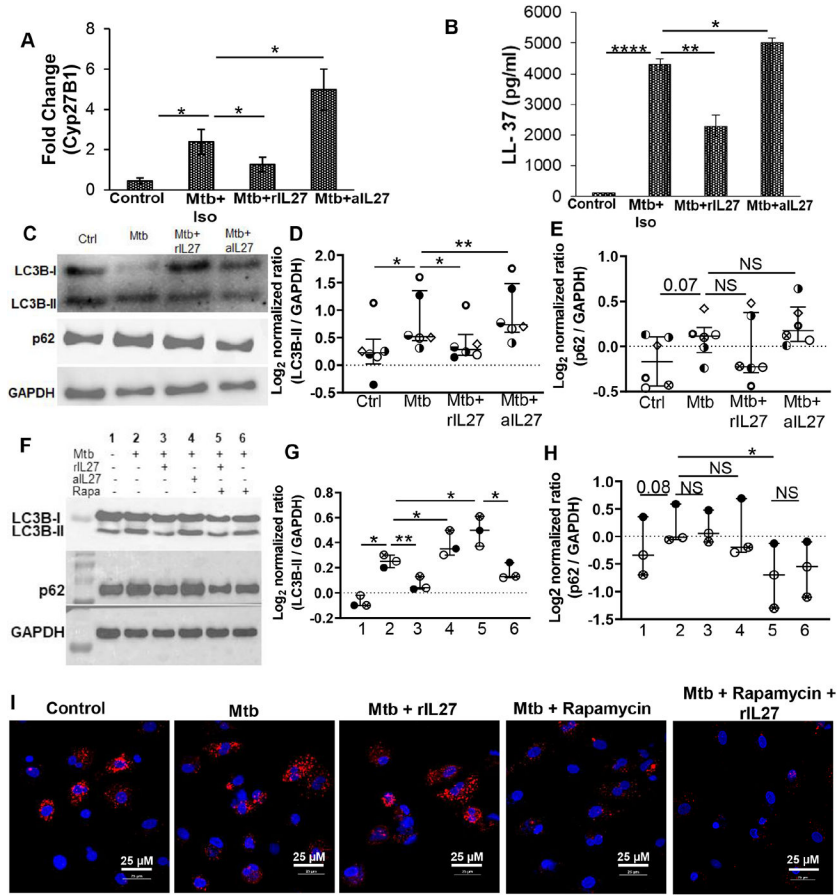 A
Fold Change
(Cyp27B1)
8
6
4
2
0
*
*
*
Control
Mtb+
Iso
Mtb+rIL27
Mtb+aIL27
B
LL- 37 (pg/ml)
6000
5000
4000
3000
2000
1000
0
****
**
*
Control
Mtb+
Iso
Mtb+rIL27
Mtb+aIL27
C
Ctrl
Mtb
Mtb+
rIL27
Mtb+
aIL27
LC3B-I
LC3B-II
p62
GAPDH
D
Log2 normalized ratio
(LC3B-II / GAPDH)
2.0
1.5
1.0
0.5
0.0
0.5
*
*
**
Ctrl
Mtb
Mtb+
rIL27
Mtb+
aIL27
E
Log2 normalized ratio
(p62 / GAPDH)
1.0
0.5
0.0
-0.5
0.07
NS
NS
Ctrl
Mtb
Mtb+
rIL27
Mtb+
aIL27
F
1 2 3 4 5 6
Mtb - + + + + +
rIL27 - - + - + -
aIL27 - - - + - -
Rapa - - - - + +
LC3B-I
LC3B-II
p62
GAPDH
G
Log2 normalized ratio
(LC3B-II / GAPDH)
0.8
0.6
0.4
0.2
0.0
-0.2
*
**
*
*
*
1 2 3 4 5 6
H
Log2 normalized ratio
(p62 / GAPDH)
1.0
0.5
0.0
-0.5
-1.0
-1.5
0.08
NS
NS
*
NS
1 2 3 4 5 6
I
Control
Mtb
Mtb + rIL27
Mtb + Rapamycin
Mtb + Rapamycin +
rIL27
25 µM
25 µM
25 µM
25 µM
25 µM